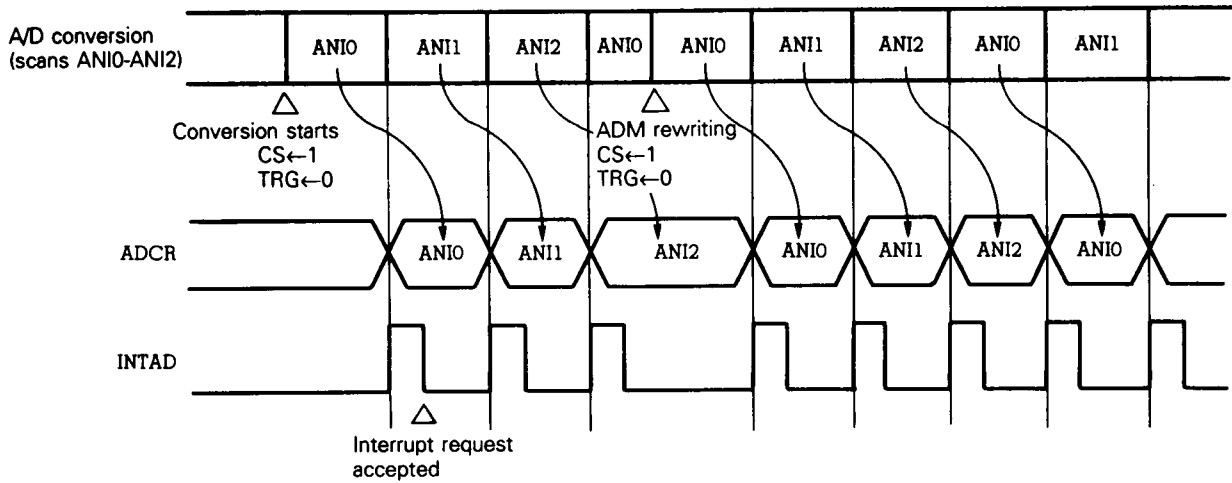 A/D conversion
(scans ANI0-ANI2)
ANI0 ANI1 ANI2 ANI0 ANI0 ANI1 ANI2 ANI0 ANI1
Conversion starts
CS←1
TRG←0
ADM rewriting
CS←1
TRG←0
ADCR
ANI0 ANI1 ANI2 ANI0 ANI1 ANI2 ANI0
INTAD
Interrupt request
accepted